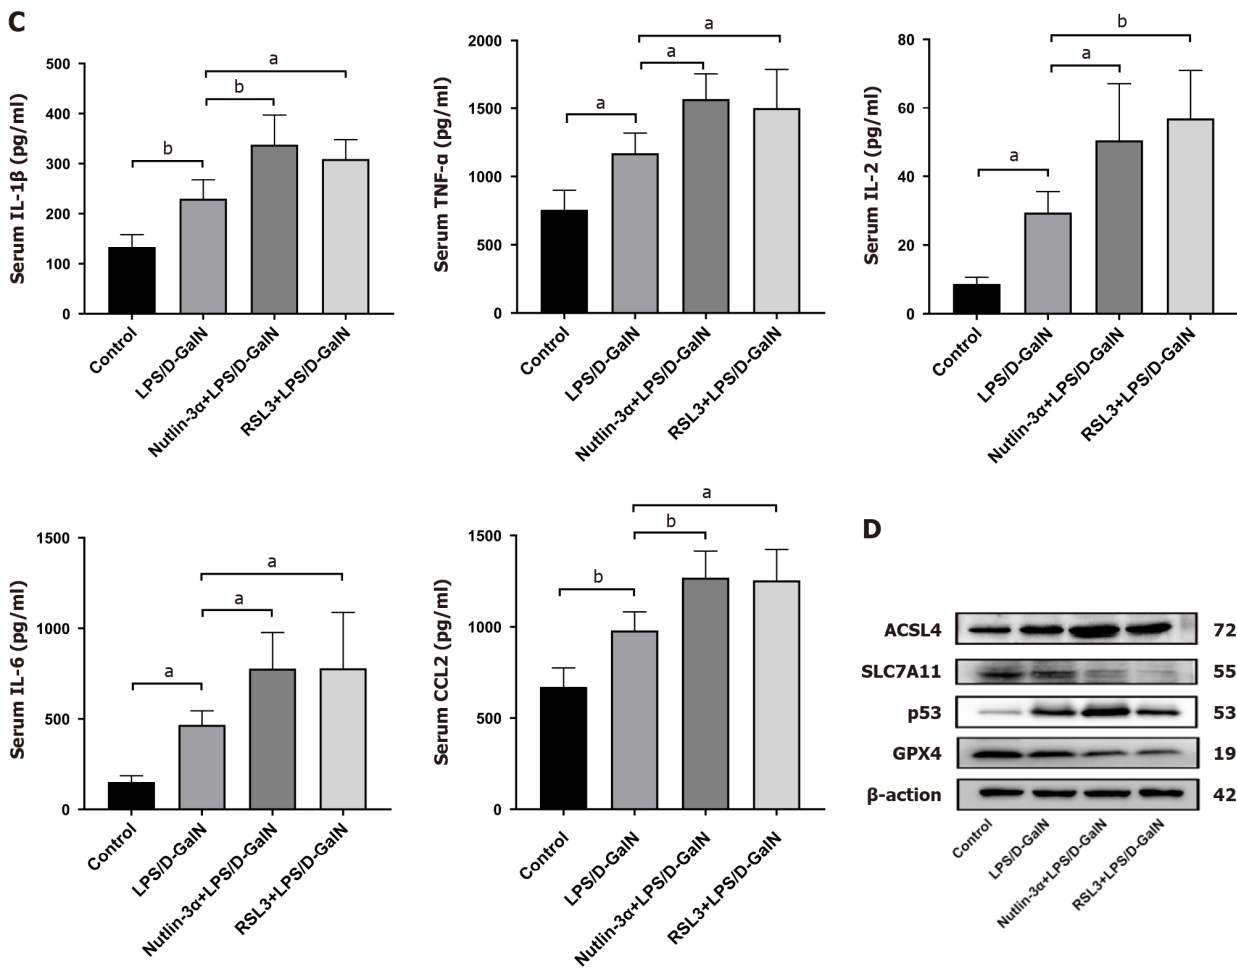 C
Serum IL-1β (pg/ml)
500
400
300
200
100
0
b
b
a
Control
LPS/D-GalN
Nutlin-3α+LPS/D-GalN
RSL3+LPS/D-GalN
Serum TNF-α (pg/ml)
2000
1500
1000
500
0
a
a
a
Control
LPS/D-GalN
Nutlin-3α+LPS/D-GalN
RSL3+LPS/D-GalN
Serum IL-2 (pg/ml)
80
60
40
20
0
a
a
b
Control
LPS/D-GalN
Nutlin-3α+LPS/D-GalN
RSL3+LPS/D-GalN
Serum IL-6 (pg/ml)
1500
1000
500
0
a
a
a
Control
LPS/D-GalN
Nutlin-3α+LPS/D-GalN
RSL3+LPS/D-GalN
Serum CCL2 (pg/ml)
1500
1000
500
0
b
b
a
Control
LPS/D-GalN
Nutlin-3α+LPS/D-GalN
RSL3+LPS/D-GalN
D
ACSL4 72
SLC7A11 55
p53 53
GPX4 19
β-action 42
Control
LPS/D-GalN
Nutlin-3α+LPS/D-GalN
RSL3+LPS/D-GalN